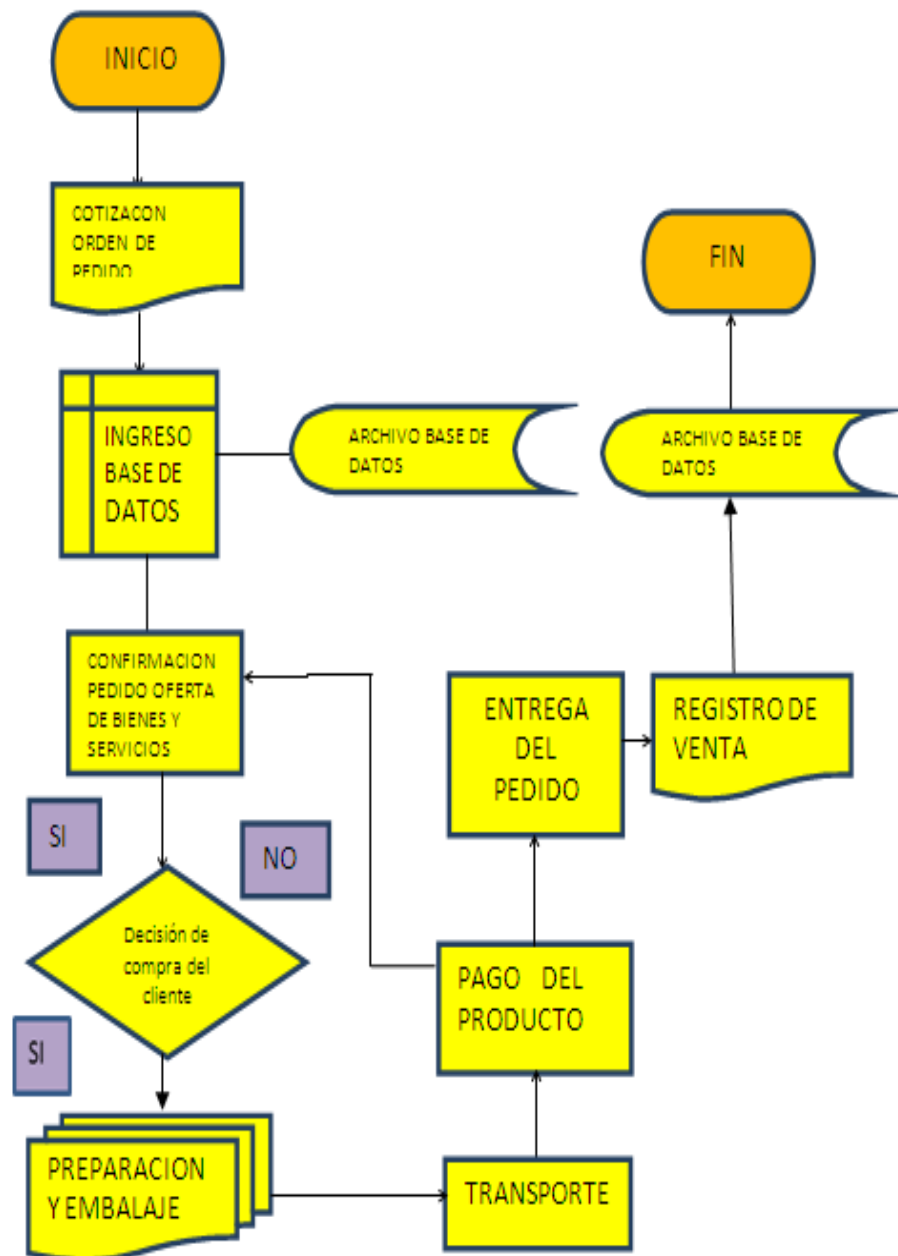 INICIO
COTIZACON
ORDEN DE
PEDIDO
INGRESO
BASE DE
DATOS
ARCHIVO BASE DE
DATOS
CONFIRMACION
PEDIDO OFERTA
DE BIENES Y
SERVICIOS
SI
NO
Decisión de
compra del
cliente
SI
PREPARACION
Y EMBALAJE
TRANSPORTE
PAGO DEL
PRODUCTO
ENTREGA
DEL
PEDIDO
REGISTRO DE
VENTA
ARCHIVO BASE DE
DATOS
FIN